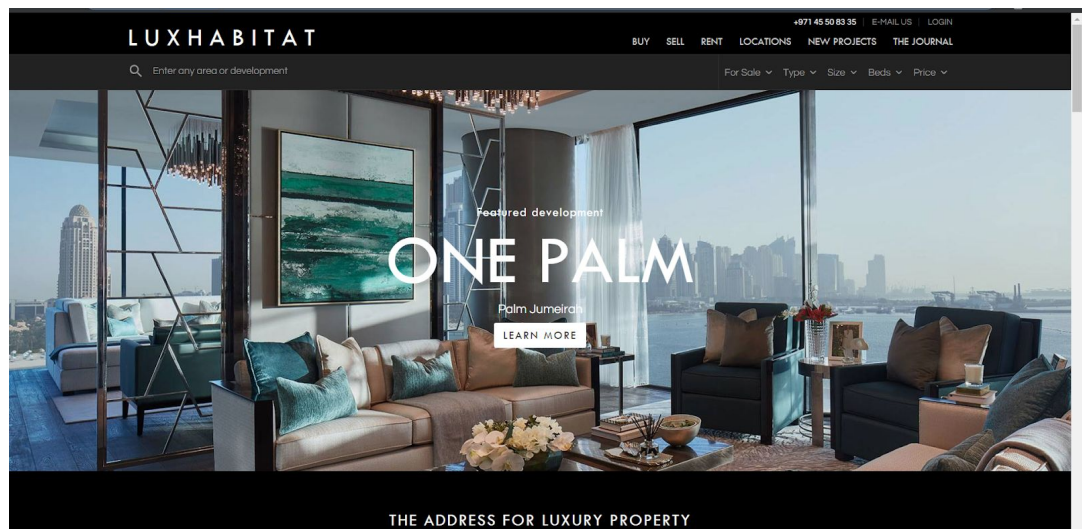 +971 45 50 83 35 | E-MAIL US | LOGIN
LUXHABITAT
BUY SELL RENT LOCATIONS NEW PROJECTS THE JOURNAL
Enter any area or development
For Sale Type Size Beds Price
Featured development
ONE PALM
Palm Jumeirah
LEARN MORE
THE ADDRESS FOR LUXURY PROPERTY